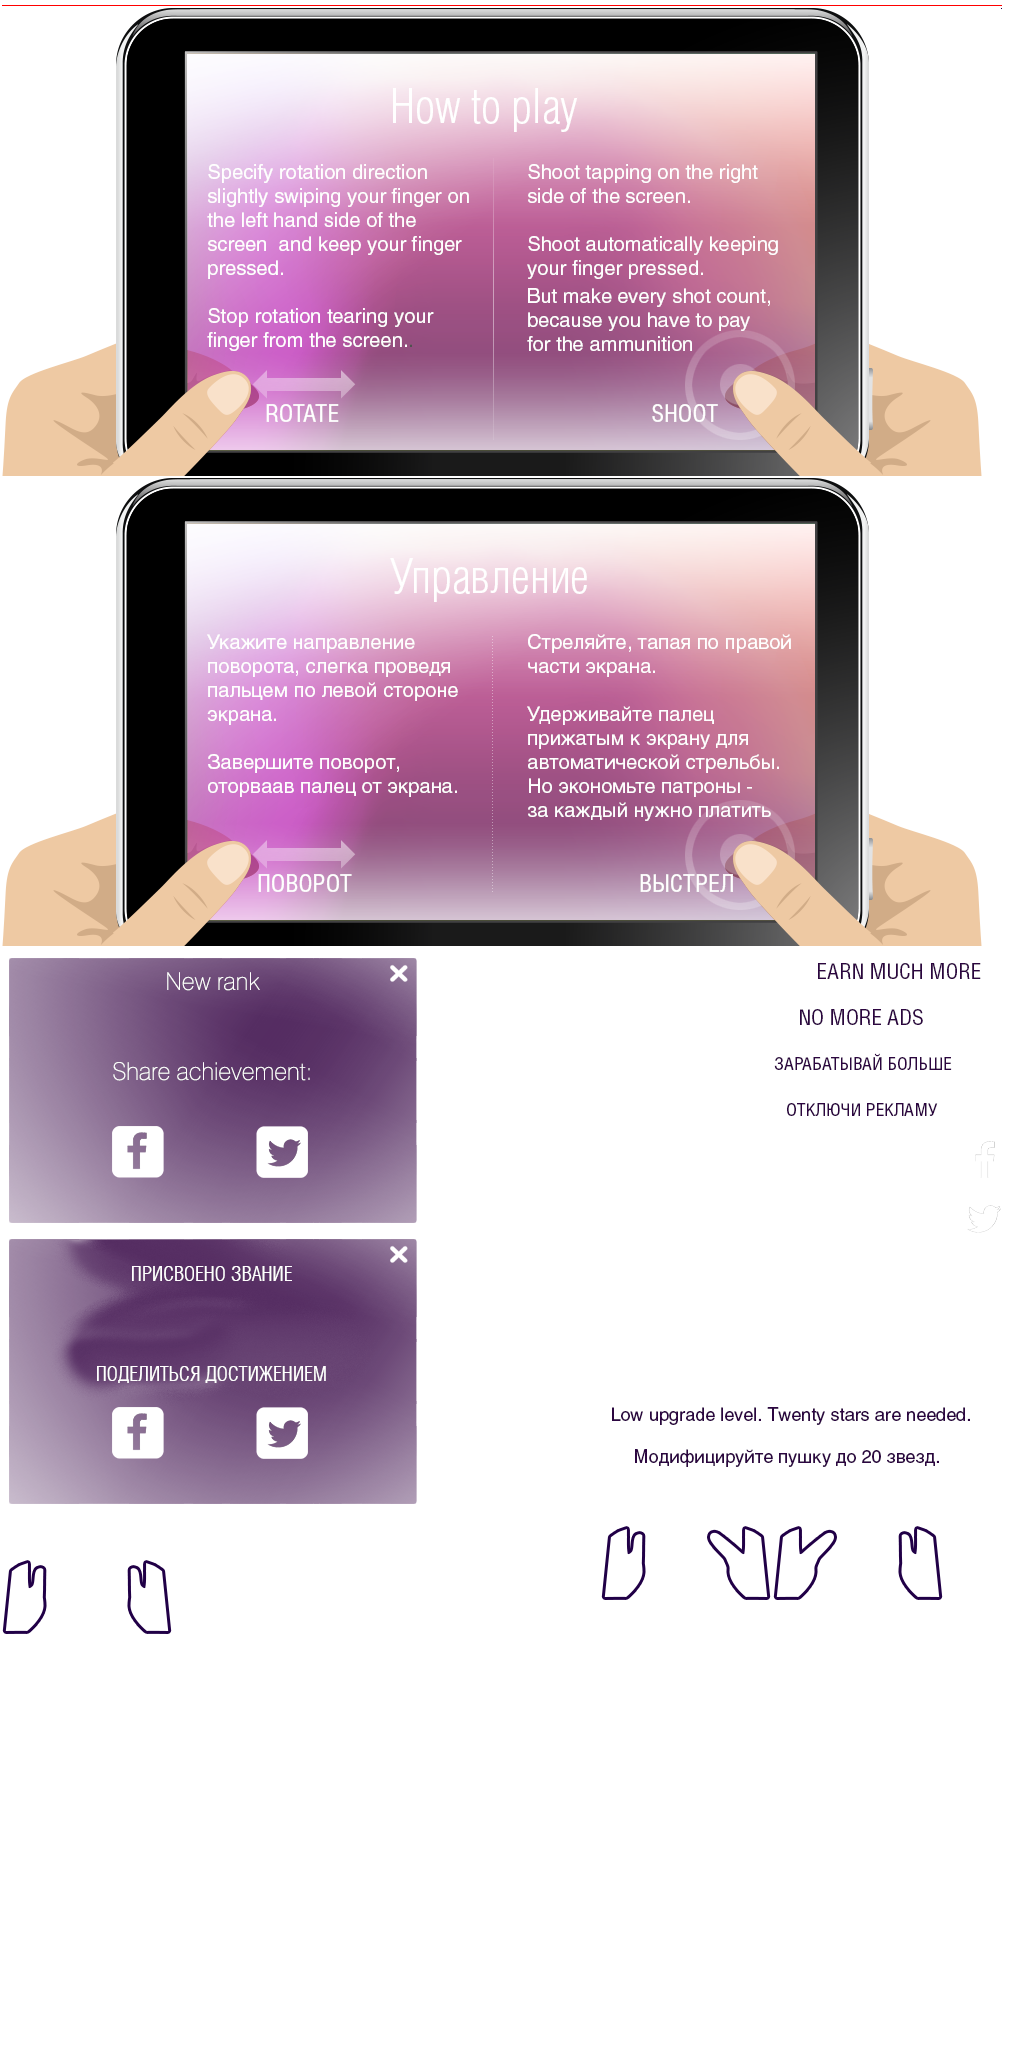 How to play
Specify rotation direction
slightly swiping your finger on
the left hand side of the
screen and keep your finger
pressed.
Stop rotation tearing your
finger from the screen.
ROTATE
Shoot tapping on the right
side of the screen.
Shoot automatically keeping
your finger pressed.
But make every shot count,
because you have to pay
for the ammunition
SHOOT
Управление
Укажите направление
поворота, слегка проведя
пальцем по левой стороне
экрана.
Завершите поворот,
оторваав палец от экрана.
ПОВОРОТ
Стреляйте, тапая по правой
части экрана.
Удерживайте палец
прижатым к экрану для
автоматической стрельбы.
Но экономьте патроны -
за каждый нужно платить
ВЫСТРЕЛ
New rank
Share achievement:
EARN MUCH MORE
NO MORE ADS
ЗАРАБАТЫВАЙ БОЛЬШЕ
ОТКЛЮЧИ РЕКЛАМУ
ПРИСВОЕНО ЗВАНИЕ
ПОДЕЛИТЬСЯ ДОСТИЖЕНИЕМ
Low upgrade level. Twenty stars are needed.
Модифицируйте пушку до 20 звезд.